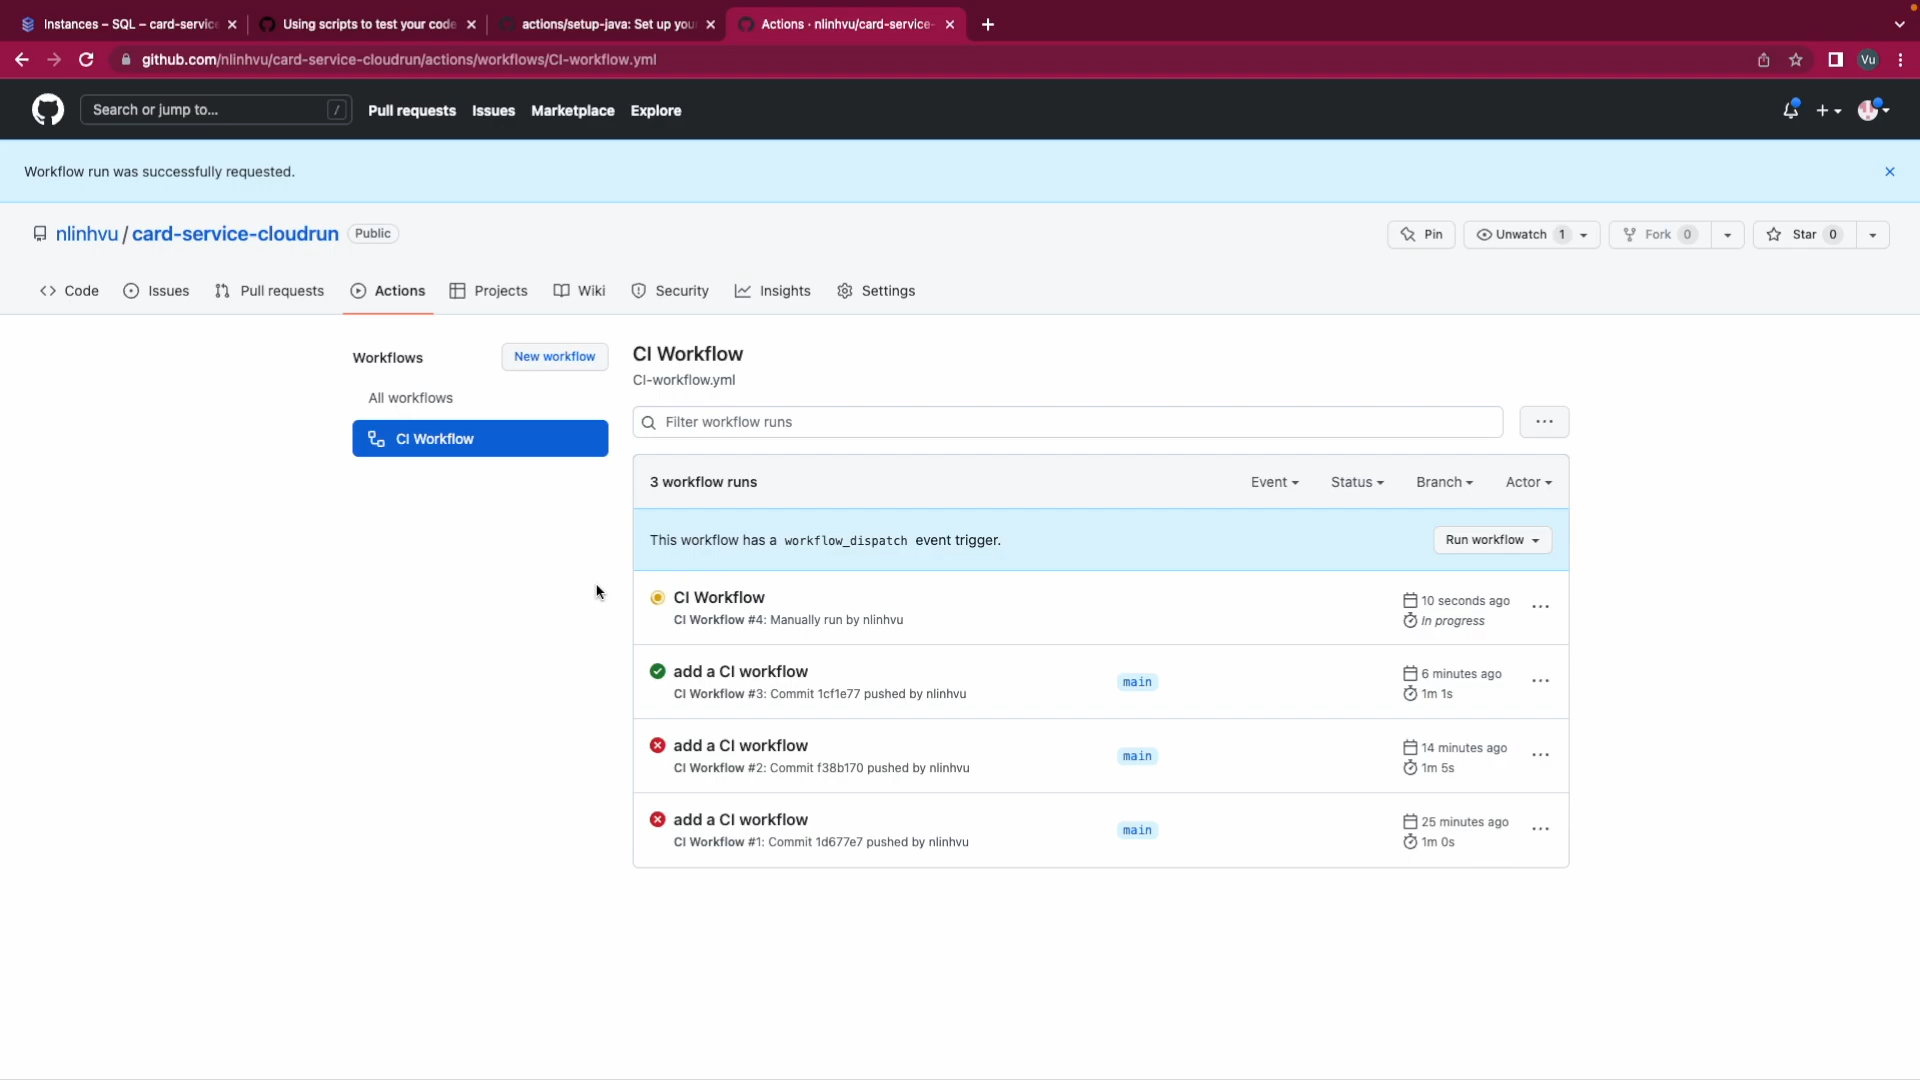 Instances – SQL – card-service
Using scripts to test your code
actions/setup-java: Set up you
Actions · nlinhvu/card-service-
github.com/nlinhvu/card-service-cloudrun/actions/workflows/CI-workflow.yml
Vu
Search or jump to...
/
Pull requests
Issues
Marketplace
Explore
Workflow run was successfully requested.
nlinhvu / card-service-cloudrun
Public
Pin
Unwatch 1
Fork 0
Star 0
Code
Issues
Pull requests
Actions
Projects
Wiki
Security
Insights
Settings
Workflows
New workflow
All workflows
CI Workflow
CI Workflow
CI-workflow.yml
Filter workflow runs
3 workflow runs
Event
Status
Branch
Actor
This workflow has a workflow_dispatch event trigger.
Run workflow
CI Workflow
CI Workflow #4: Manually run by nlinhvu
10 seconds ago
In progress
add a CI workflow
CI Workflow #3: Commit 1cf1e77 pushed by nlinhvu
main
6 minutes ago
1m 1s
add a CI workflow
CI Workflow #2: Commit f38b170 pushed by nlinhvu
main
14 minutes ago
1m 5s
add a CI workflow
CI Workflow #1: Commit 1d677e7 pushed by nlinhvu
main
25 minutes ago
1m 0s